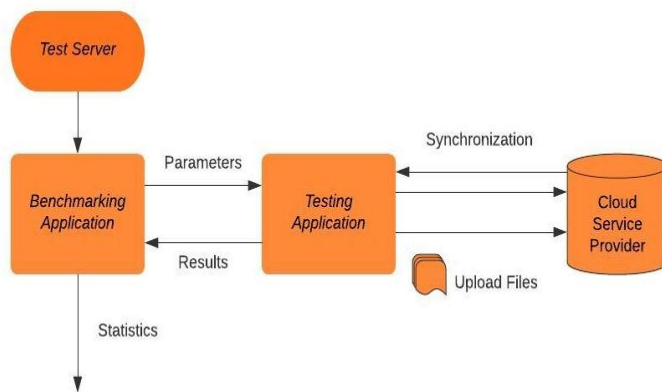 Test Server
Synchronization
Parameters
Benchmarking
Application
Testing
Application
Cloud
Service
Provider
Results
Upload Files
Statistics